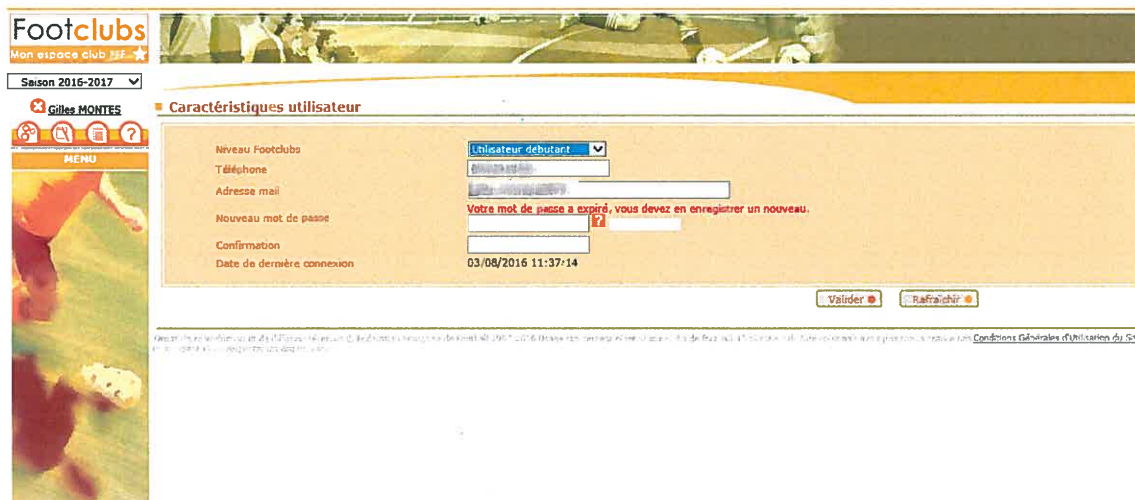 Footclubs
Mon espace club FFF
Saison 2016-2017
Gilles MONTES
MENU
Caractéristiques utilisateur
Niveau Footclubs Utilisateur débutant
Téléphone
Adresse mail
Votre mot de passe a expiré, vous devez en enregistrer un nouveau.
Nouveau mot de passe ?
Confirmation
Date de dernière connexion 03/08/2016 11:37:14
Valider Rafraîchir
Conditions Générales d'Utilisation du